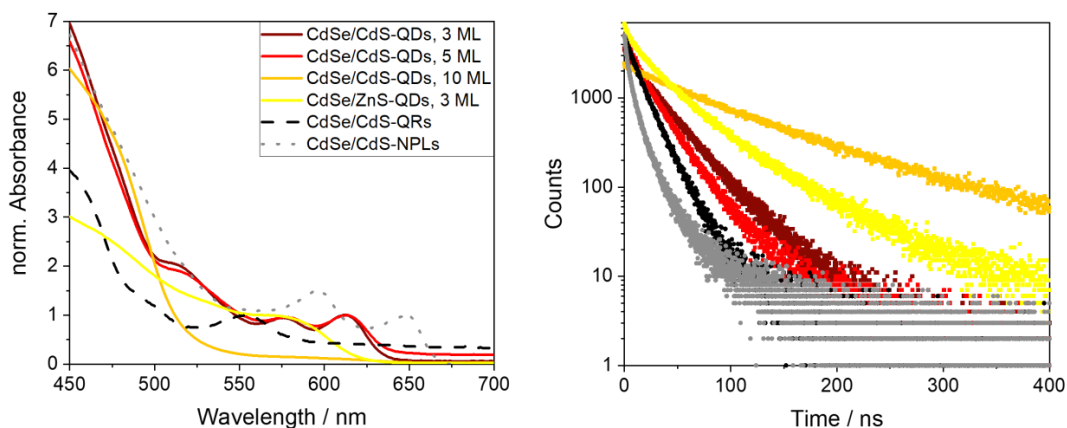 7
6
5
4
3
2
1
0
norm. Absorbance
CdSe/CdS-QDs, 3 ML
CdSe/CdS-QDs, 5 ML
CdSe/CdS-QDs, 10 ML
CdSe/ZnS-QDs, 3 ML
CdSe/CdS-QRs
CdSe/CdS-NPLs
450 500 550 600 650 700
Wavelength / nm
1000
100
10
1
Counts
0 100 200 300 400
Time / ns